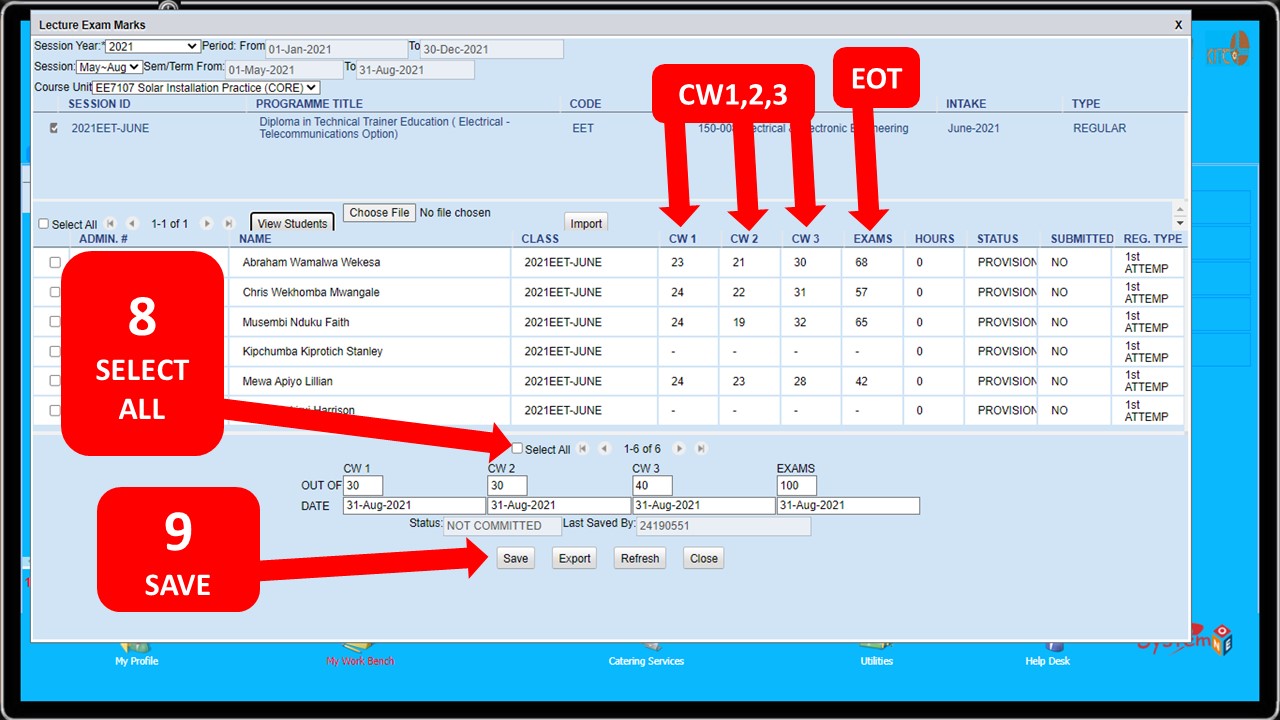 Lecture Exam Marks X
Session Year:* 2021 Period: From 01-Jan-2021 To 30-Dec-2021
Session: May~Aug Sem/Term From: 01-May-2021 To 31-Aug-2021
Course Unit EE7107 Solar Installation Practice (CORE)
CW1,2,3
EOT
SESSION ID PROGRAMME TITLE CODE INTAKE TYPE
2021EET-JUNE Diploma in Technical Trainer Education ( Electrical - EET Engineering June-2021 REGULAR
Telecommunications Option)
Select All 1-1 of 1 View Students Choose File No file chosen Import
ADMIN. # NAME CLASS CW 1 CW 2 CW 3 EXAMS HOURS STATUS SUBMITTED REG. TYPE
Abraham Wamalwa Wekesa 2021EET-JUNE 23 21 30 68 0 PROVISION NO 1st
ATTEMP
Chris Wekhomba Mwangale 2021EET-JUNE 24 22 31 57 0 PROVISION NO 1st
ATTEMP
Musembi Nduku Faith 2021EET-JUNE 24 19 32 65 0 PROVISION NO 1st
ATTEMP
Kipchumba Kiprotich Stanley 2021EET-JUNE - - - - 0 PROVISION NO 1st
ATTEMP
Mewa Apiyo Lillian 2021EET-JUNE 24 23 28 42 0 PROVISION NO 1st
ATTEMP
Harrison 2021EET-JUNE - - - - 0 PROVISION NO 1st
ATTEMP
8
SELECT
ALL
Select All 1-6 of 6
CW 1 CW 2 CW 3 EXAMS
OUT OF 30 30 40 100
DATE 31-Aug-2021 31-Aug-2021 31-Aug-2021 31-Aug-2021
Status: NOT COMMITTED Last Saved By: 24190551
9
SAVE
Save Export Refresh Close
My Profile My Work Bench Catering Services Utilities Help Desk